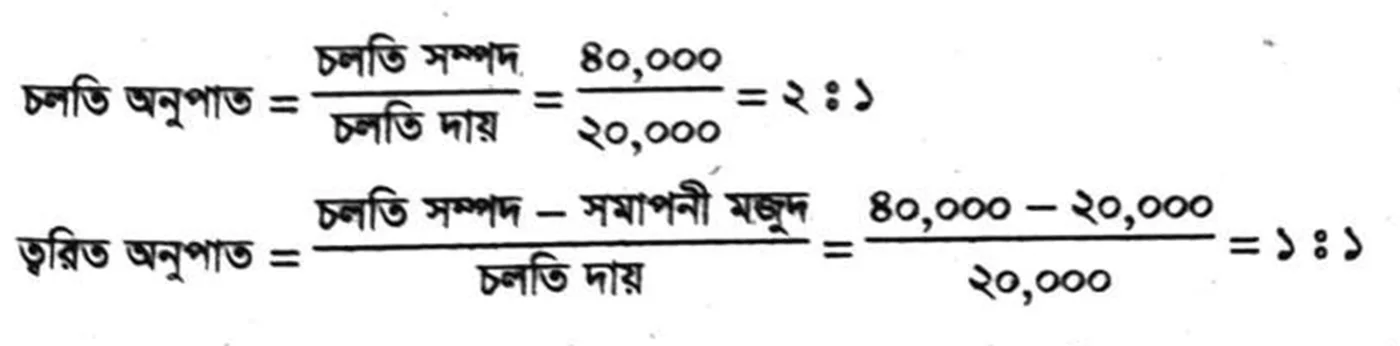 চলতি অনুপাত = চলতি সম্পদ / চলতি দায় = ৪০,০০০ / ২০,০০০ = ২ : ১
ত্বরিত অনুপাত = চলতি সম্পদ – সমাপনী মজুদ / চলতি দায় = ৪০,০০০ – ২০,০০০ / ২০,০০০ = ১ : ১